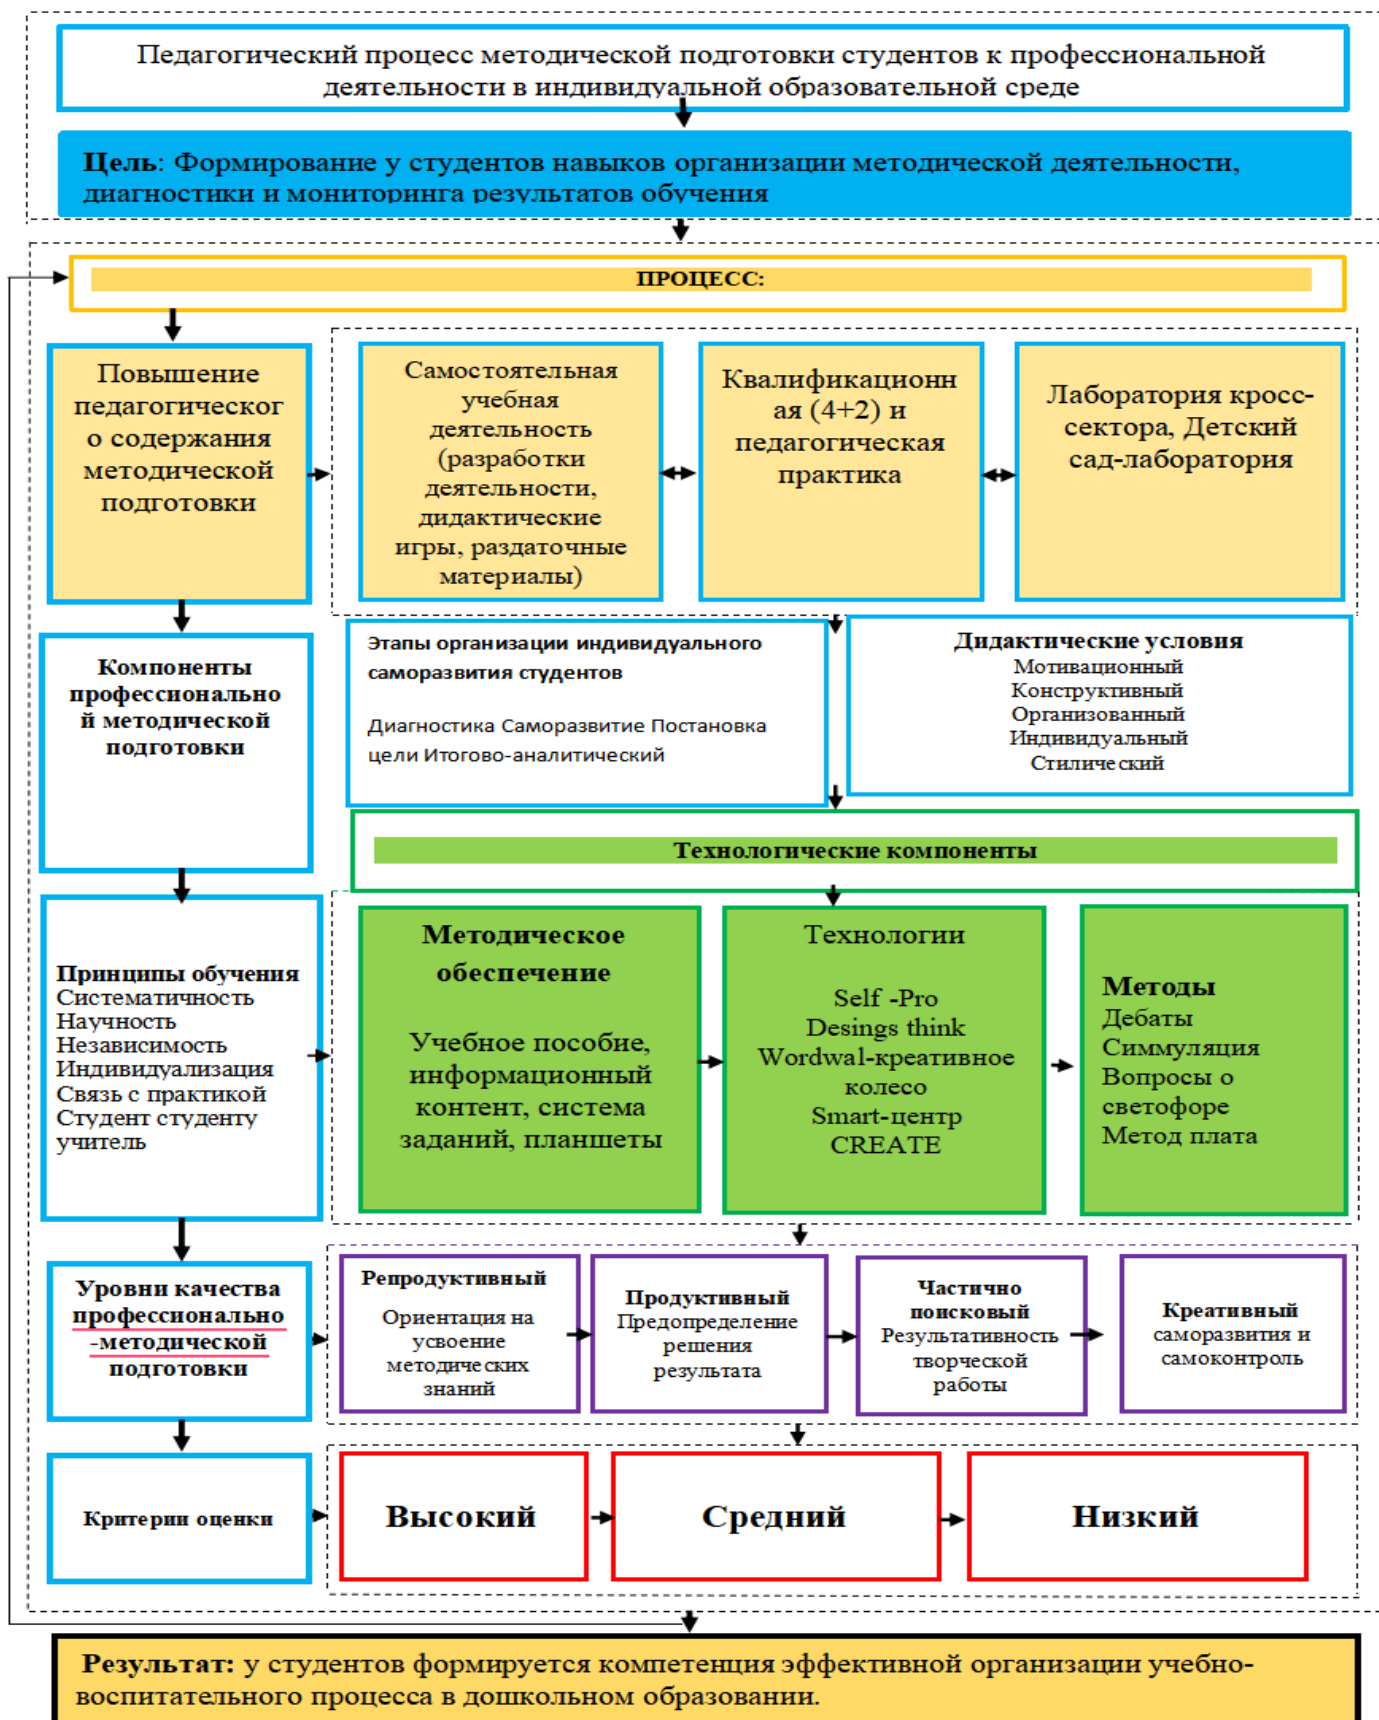 Педагогический процесс методической подготовки студентов к профессиональной
деятельности в индивидуальной образовательной среде
Цель: Формирование у студентов навыков организации методической деятельности,
диагностики и мониторинга результатов обучения
ПРОЦЕСС:
Повышение
педагогическог
о содержания
методической
подготовки
Самостоятельная
учебная
деятельность
(разработки
деятельности,
дидактические
игры, раздаточные
материалы)
Квалификационн
ая (4+2) и
педагогическая
практика
Лаборатория кросс-
сектора, Детский
сад-лаборатория
Компоненты
профессионально
й методической
подготовки
Этапы организации индивидуального
саморазвития студентов
Диагностика Саморазвитие Постановка
цели Итогово-аналитический
Дидактические условия
Мотивационный
Конструктивный
Организованный
Индивидуальный
Стилический
Технологические компоненты
Принципы обучения
Систематичность
Научность
Независимость
Индивидуализация
Связь с практикой
Студент студенту
учитель
Методическое
обеспечение
Учебное пособие,
информационный
контент, система
заданий, планшеты
Технологии
Self -Pro
Desings think
Wordwal-креативное
колесо
Smart-центр
CREATE
Методы
Дебаты
Симмуляция
Вопросы о
светофоре
Метод плата
Уровни качества
профессионально
-методической
подготовки
Репродуктивный
Ориентация на
усвоение
методических
знаний
Продуктивный
Предопределение
решения
результата
Частично
поисковый
Результативность
творческой
работы
Креативный
саморазвития и
самоконтроль
Критерии оценки
Высокий
Средний
Низкий
Результат: у студентов формируется компетенция эффективной организации учебно-
воспитательного процесса в дошкольном образовании.